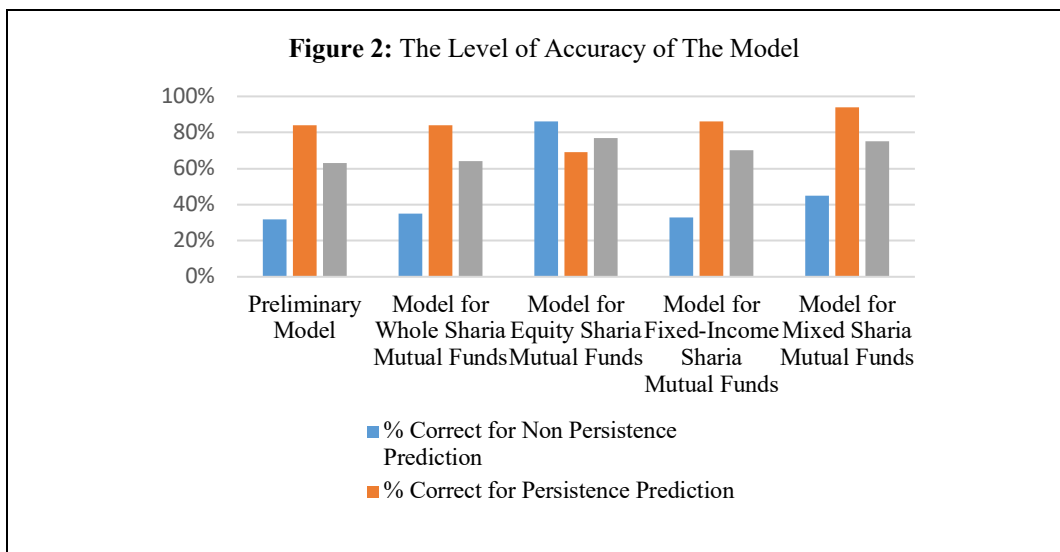 Figure 2: The Level of Accuracy of The Model
100%
80%
60%
40%
20%
0%
Preliminary
Model
Model for
Whole Sharia
Mutual Funds
Model for
Equity Sharia
Mutual Funds
Model for
Fixed-Income
Sharia
Mutual Funds
Model for
Mixed Sharia
Mutual Funds
% Correct for Non Persistence
Prediction
% Correct for Persistence Prediction